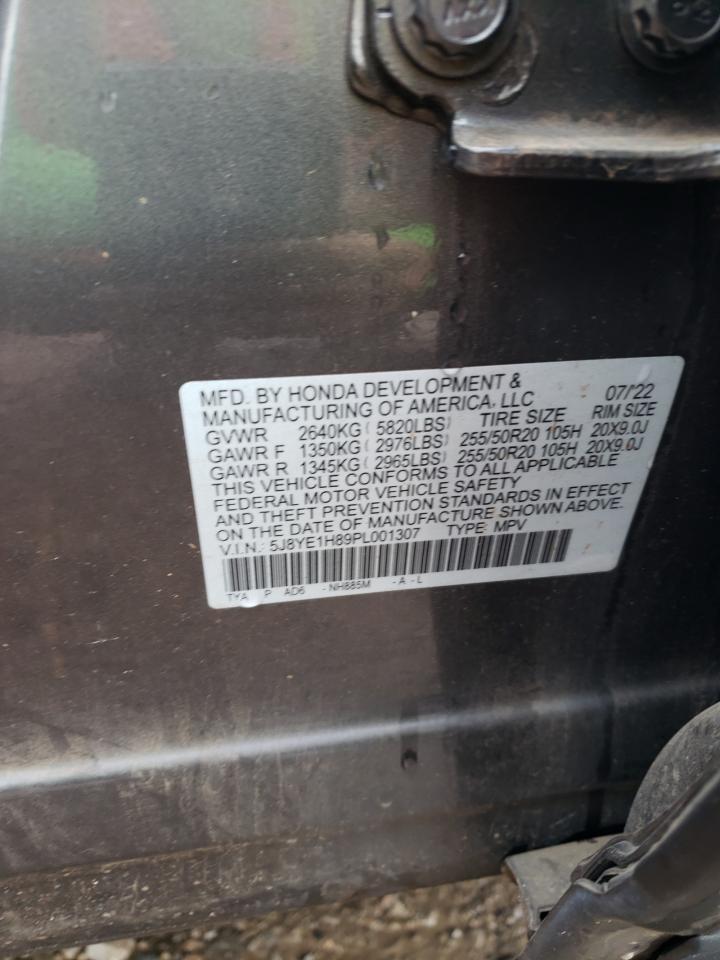 MFD. BY HONDA DEVELOPMENT & 07/22
MANUFACTURING OF AMERICA, LLC
GVWR 2640KG ( 5820LBS) TIRE SIZE RIM SIZE
GAWR F 1350KG ( 2976LBS) 255/50R20 105H 20X9.0J
GAWR R 1345KG ( 2965LBS) 255/50R20 105H 20X9.0J
THIS VEHICLE CONFORMS TO ALL APPLICABLE
FEDERAL MOTOR VEHICLE SAFETY
AND THEFT PREVENTION STANDARDS IN EFFECT
ON THE DATE OF MANUFACTURE SHOWN ABOVE.
V.I.N.: 5J8YE1H89PL001307 TYPE: MPV
TYA P AD6 - NH885M - A - L